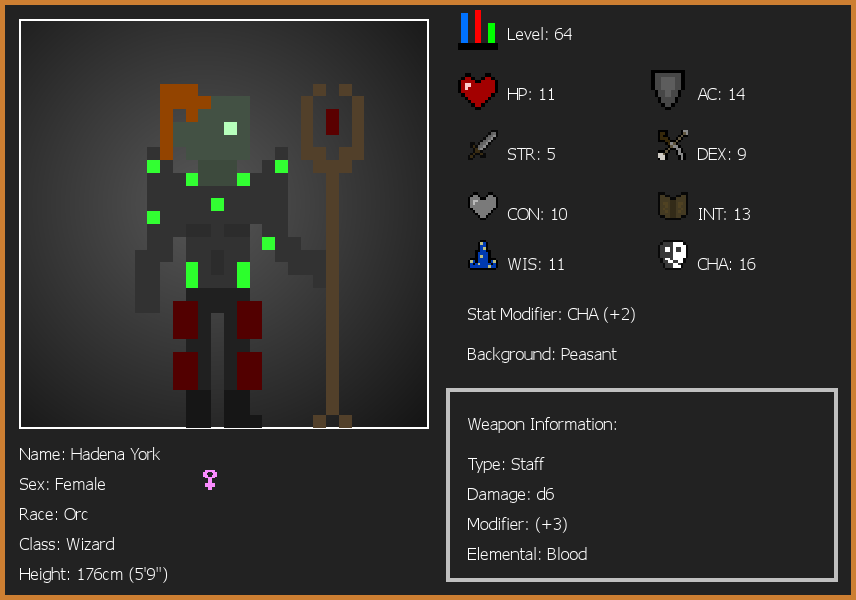 Level: 64
HP: 11
AC: 14
STR: 5
DEX: 9
CON: 10
INT: 13
WIS: 11
CHA: 16
Stat Modifier: CHA (+2)
Background: Peasant
Weapon Information:
Type: Staff
Damage: d6
Modifier: (+3)
Elemental: Blood
Name: Hadena York
Sex: Female
Race: Orc
Class: Wizard
Height: 176cm (5'9")